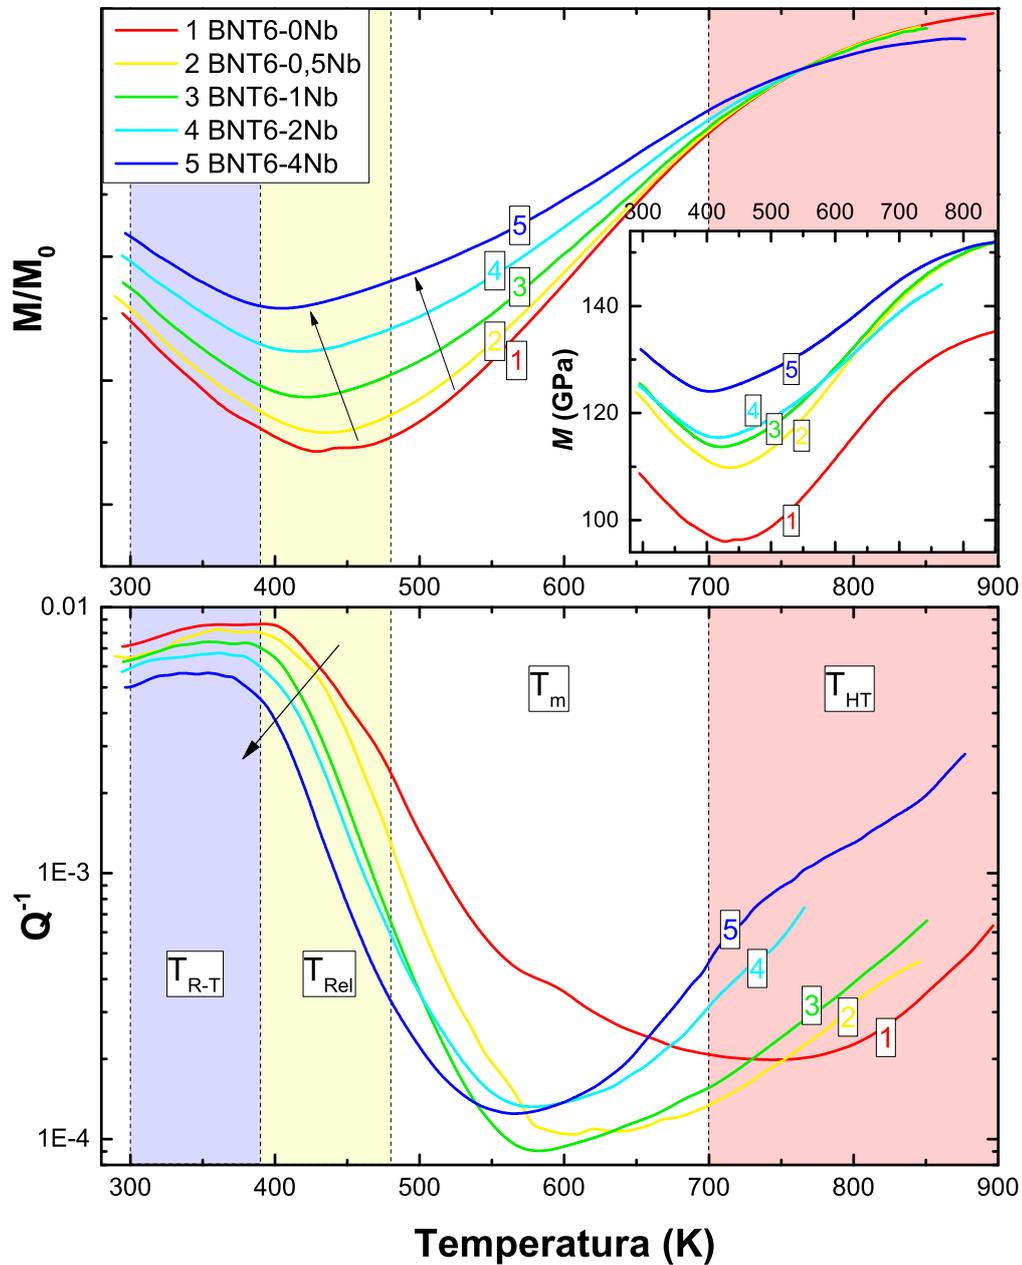 1 BNT6-0Nb
2 BNT6-0,5Nb
3 BNT6-1Nb
4 BNT6-2Nb
5 BNT6-4Nb
M/M0
5
4
3
2
1
300 400 500 600 700 800
140
120
100
M (GPa)
5
4
3
2
1
300 400 500 600 700 800 900
0.01
1E-3
1E-4
Q-1
Tm
THT
TR-T
TRel
5
4
3
2
1
300 400 500 600 700 800 900
Temperatura (K)